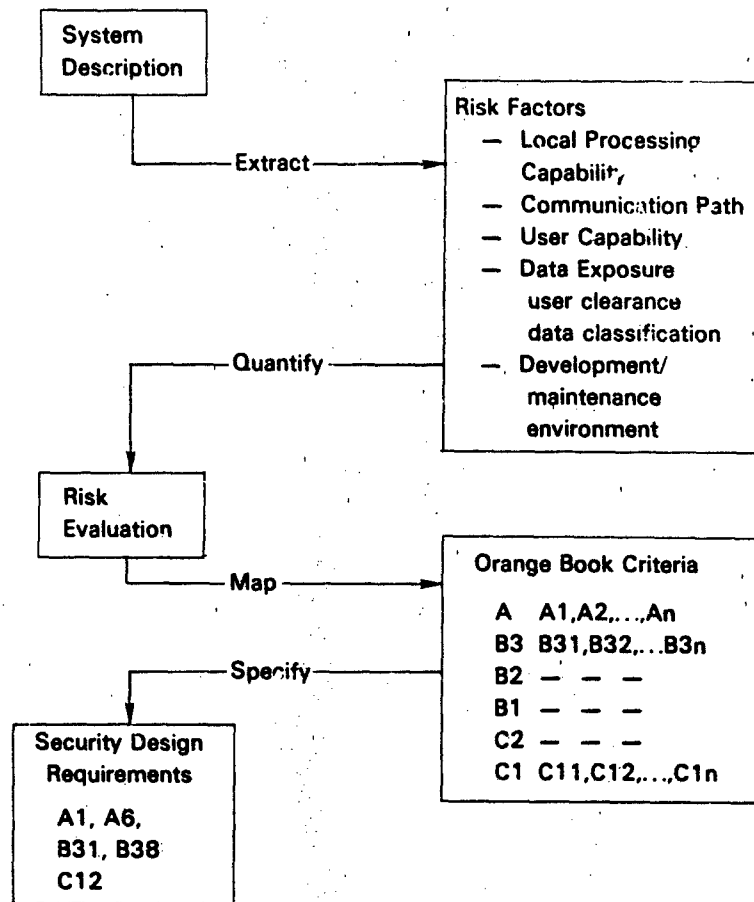 System
Description
Extract
Risk Factors
— Local Processing
Capability
— Communication Path
— User Capability
— Data Exposure
user clearance
data classification
— Development/
maintenance
environment
Quantify
Risk
Evaluation
Map
Orange Book Criteria
A A1,A2,...,An
B3 B31,B32,...B3n
B2 — — —
B1 — — —
C2 — — —
C1 C11,C12,...,C1n
Specify
Security Design
Requirements
A1, A6,
B31, B38
C12